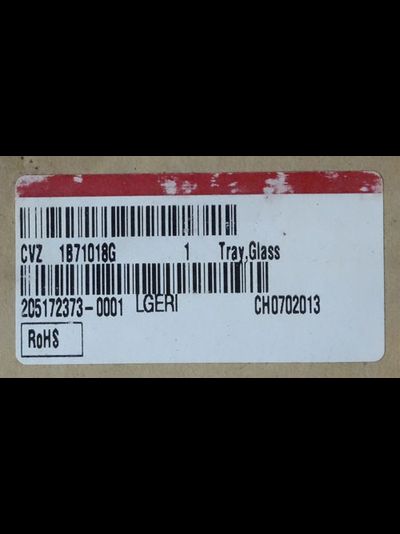 CVZ 1B71018G 1 Tray,Glass
205172373-0001 LGERI CH0702013
RoHS